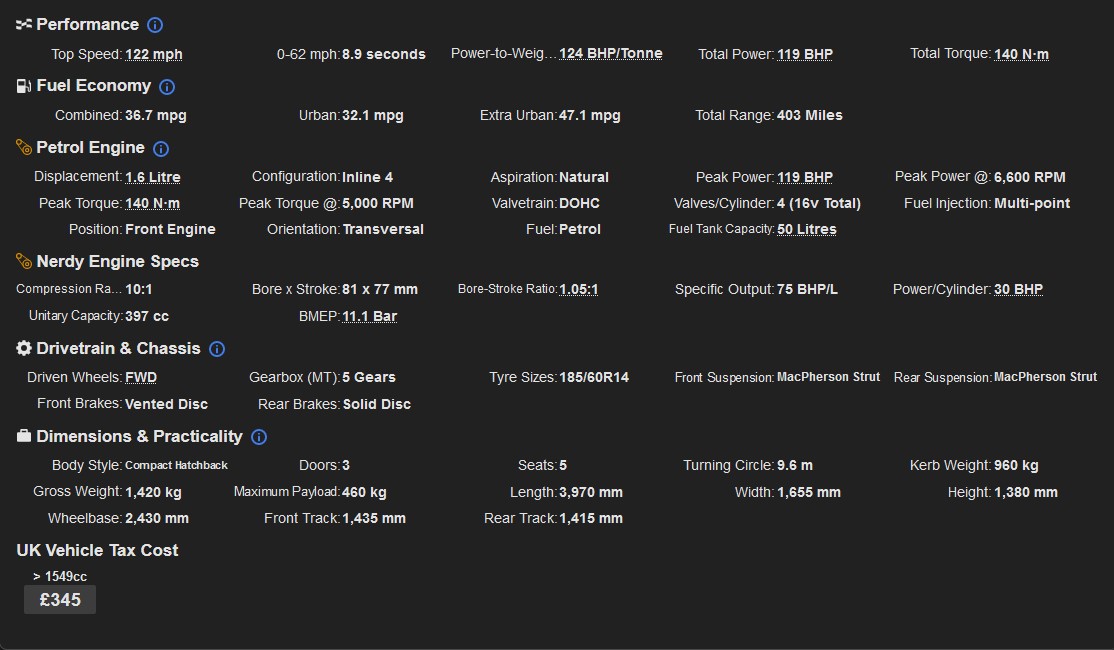 Performance
Top Speed: 122 mph 0-62 mph: 8.9 seconds Power-to-Weig... 124 BHP/Tonne Total Power: 119 BHP Total Torque: 140 N·m
Fuel Economy
Combined: 36.7 mpg Urban: 32.1 mpg Extra Urban: 47.1 mpg Total Range: 403 Miles
Petrol Engine
Displacement: 1.6 Litre Configuration: Inline 4 Aspiration: Natural Peak Power: 119 BHP Peak Power @: 6,600 RPM
Peak Torque: 140 N·m Peak Torque @: 5,000 RPM Valvetrain: DOHC Valves/Cylinder: 4 (16v Total) Fuel Injection: Multi-point
Position: Front Engine Orientation: Transversal Fuel: Petrol Fuel Tank Capacity: 50 Litres
Nerdy Engine Specs
Compression Ra... 10:1 Bore x Stroke: 81 x 77 mm Bore-Stroke Ratio: 1.05:1 Specific Output: 75 BHP/L Power/Cylinder: 30 BHP
Unitary Capacity: 397 cc BMEP: 11.1 Bar
Drivetrain & Chassis
Driven Wheels: FWD Gearbox (MT): 5 Gears Tyre Sizes: 185/60R14 Front Suspension: MacPherson Strut Rear Suspension: MacPherson Strut
Front Brakes: Vented Disc Rear Brakes: Solid Disc
Dimensions & Practicality
Body Style: Compact Hatchback Doors: 3 Seats: 5 Turning Circle: 9.6 m Kerb Weight: 960 kg
Gross Weight: 1,420 kg Maximum Payload: 460 kg Length: 3,970 mm Width: 1,655 mm Height: 1,380 mm
Wheelbase: 2,430 mm Front Track: 1,435 mm Rear Track: 1,415 mm
UK Vehicle Tax Cost
> 1549cc
£345